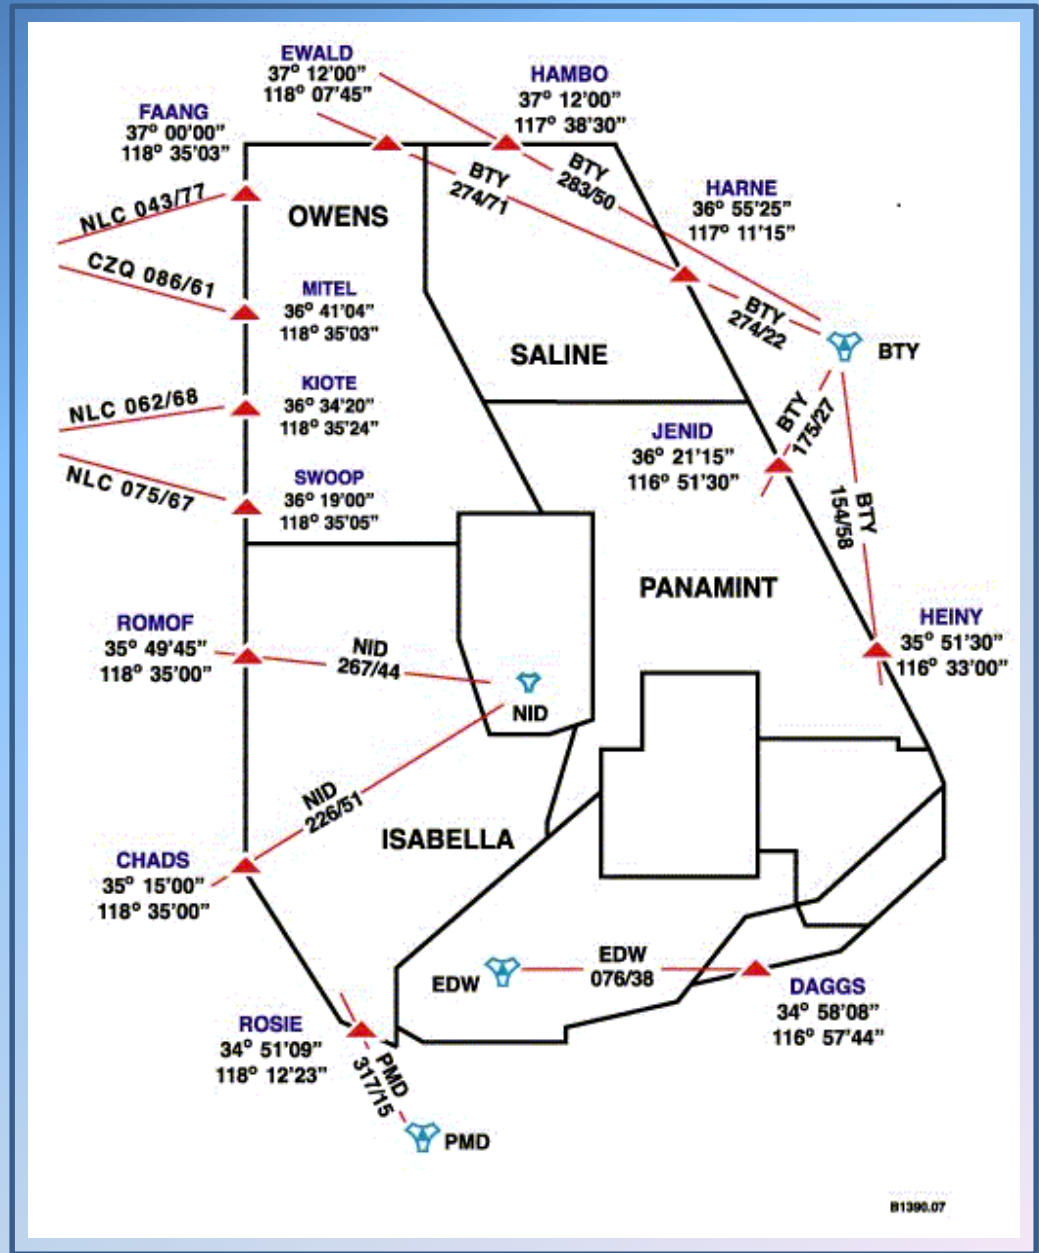 EWALD
37° 12'00"
118° 07'45"
HAMBO
37° 12'00"
117° 38'30"
FAANG
37° 00'00"
118° 35'03"
BTY
274/71
BTY
283/50
HARNE
36° 55'25"
117° 11'15"
NLC 043/77
OWENS
CZQ 086/61
MITEL
36° 41'04"
118° 35'03"
BTY
274/22
SALINE
BTY
KIOTE
36° 34'20"
118° 35'24"
NLC 062/68
BTY
175/27
JENID
36° 21'15"
116° 51'30"
NLC 075/67
SWOOP
36° 19'00"
118° 35'05"
BTY
154/58
PANAMINT
ROMOF
35° 49'45"
118° 35'00"
NID
267/44
HEINY
35° 51'30"
116° 33'00"
NID
NID
226/51
ISABELLA
CHADS
35° 15'00"
118° 35'00"
EDW
EDW
076/38
DAGGS
34° 58'08"
116° 57'44"
ROSIE
34° 51'09"
118° 12'23"
PMD
317/15
PMD
B1390.07